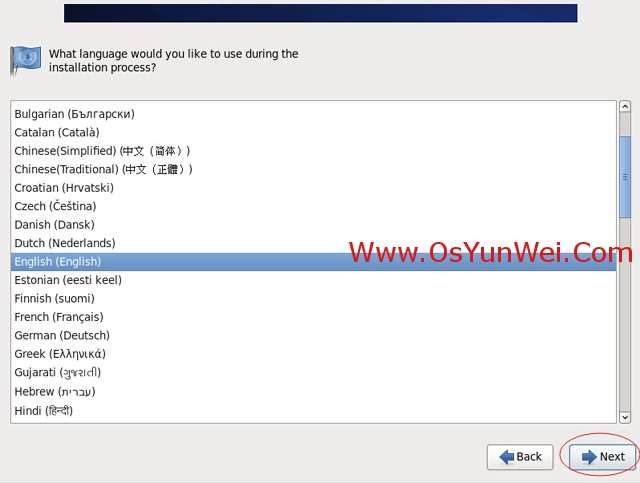 What language would you like to use during the
installation process?
Bulgarian (Български)
Catalan (Català)
Chinese(Simplified) (中文（简体）)
Chinese(Traditional) (中文（正體）)
Croatian (Hrvatski)
Czech (Čeština)
Danish (Dansk)
Dutch (Nederlands)
Www.OsYunWei.Com
English (English)
Estonian (eesti keel)
Finnish (suomi)
French (Français)
German (Deutsch)
Greek (Ελληνικά)
Gujarati (ગુજરાતી)
Hebrew (עברית)
Hindi (हिन्दी)
Back
Next